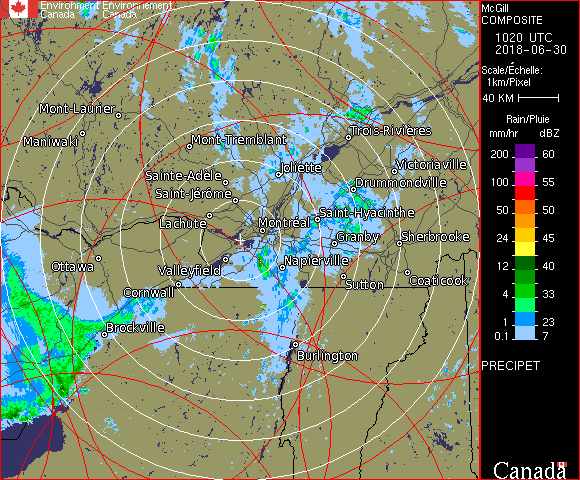 Environment Environnement
Canada Canada
McGill
COMPOSITE
1020 UTC
2018-06-30
Scale/Échelle:
1km/Pixel
40 KM
Rain/Pluie
mm/hr dBZ
200 60
100 55
50 50
24 45
12 40
4 33
1 23
0.1 7
PRECIPET
Canada
Mont-Laurier
Maniwaki
Mont-Tremblant
Trois-Rivières
Joliette
Victoriaville
Sainte-Adèle
Drummondville
Saint-Jérôme
Lachute
Montréal
Saint-Hyacinthe
Granby
Sherbrooke
Ottawa
Valleyfield
Napierville
Cornwall
Sutton
Coaticook
Brockville
Burlington